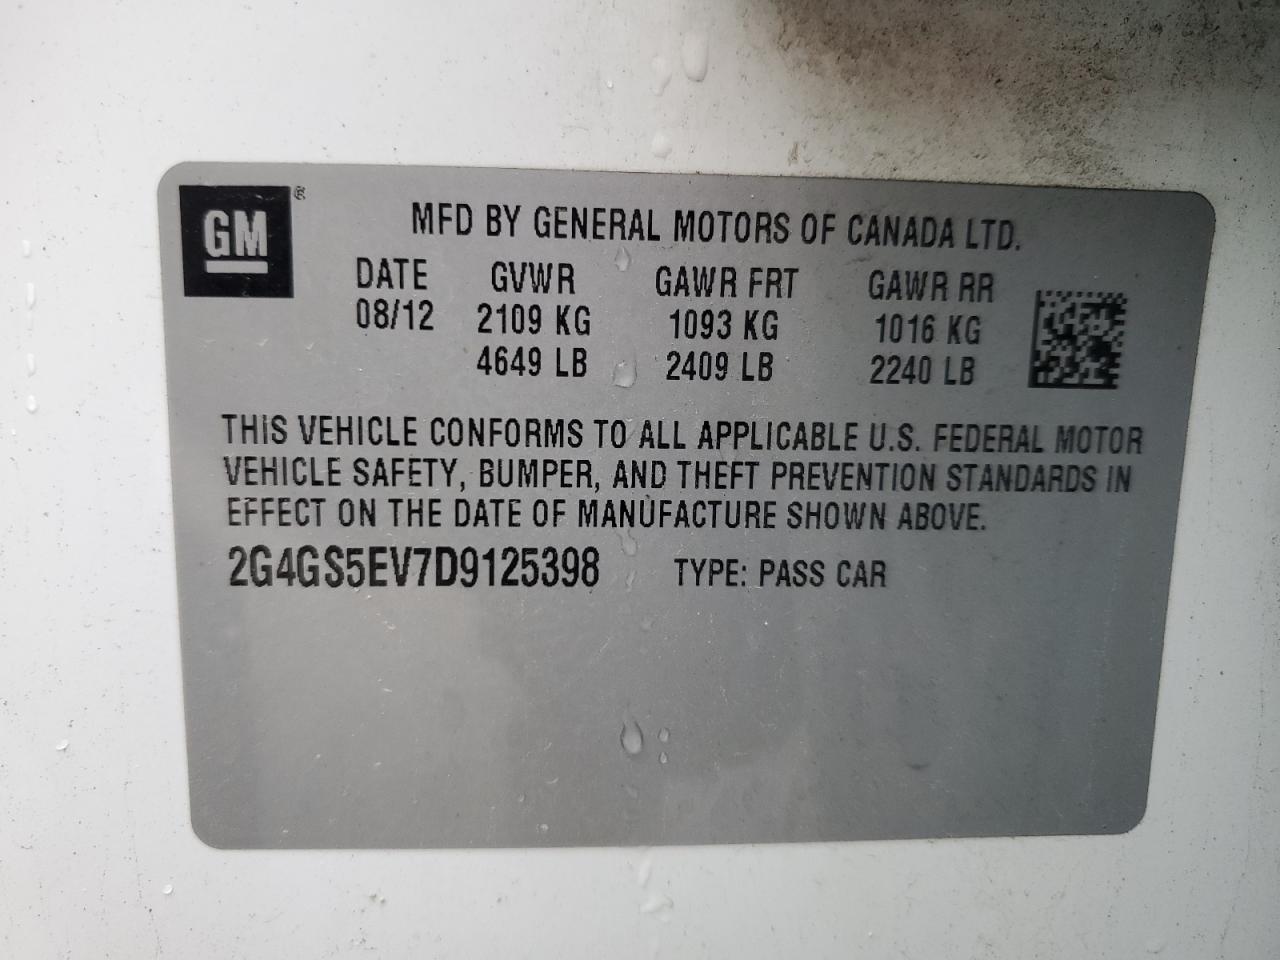 GM ®
MFD BY GENERAL MOTORS OF CANADA LTD.
DATE GVWR GAWR FRT GAWR RR
08/12 2109 KG 1093 KG 1016 KG
4649 LB 2409 LB 2240 LB
THIS VEHICLE CONFORMS TO ALL APPLICABLE U.S. FEDERAL MOTOR
VEHICLE SAFETY, BUMPER, AND THEFT PREVENTION STANDARDS IN
EFFECT ON THE DATE OF MANUFACTURE SHOWN ABOVE.
2G4GS5EV7D9125398 TYPE: PASS CAR